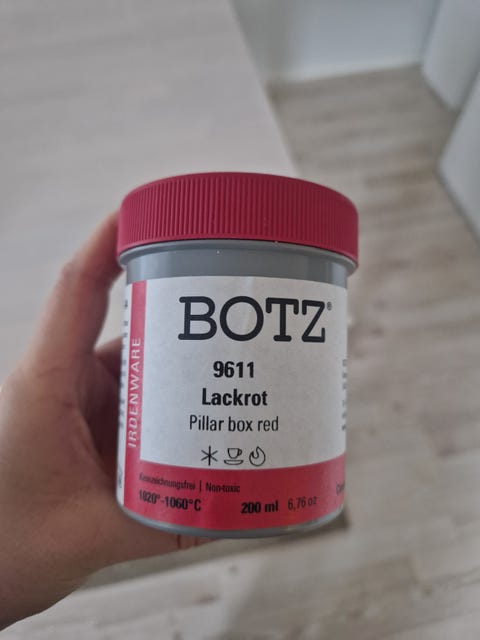 BOTZ®
9611
Lackrot
Pillar box red
IRDENWARE
Kennzeichnungsfrei | Non-toxic
1020°-1060°C
200 ml 6,76 oz